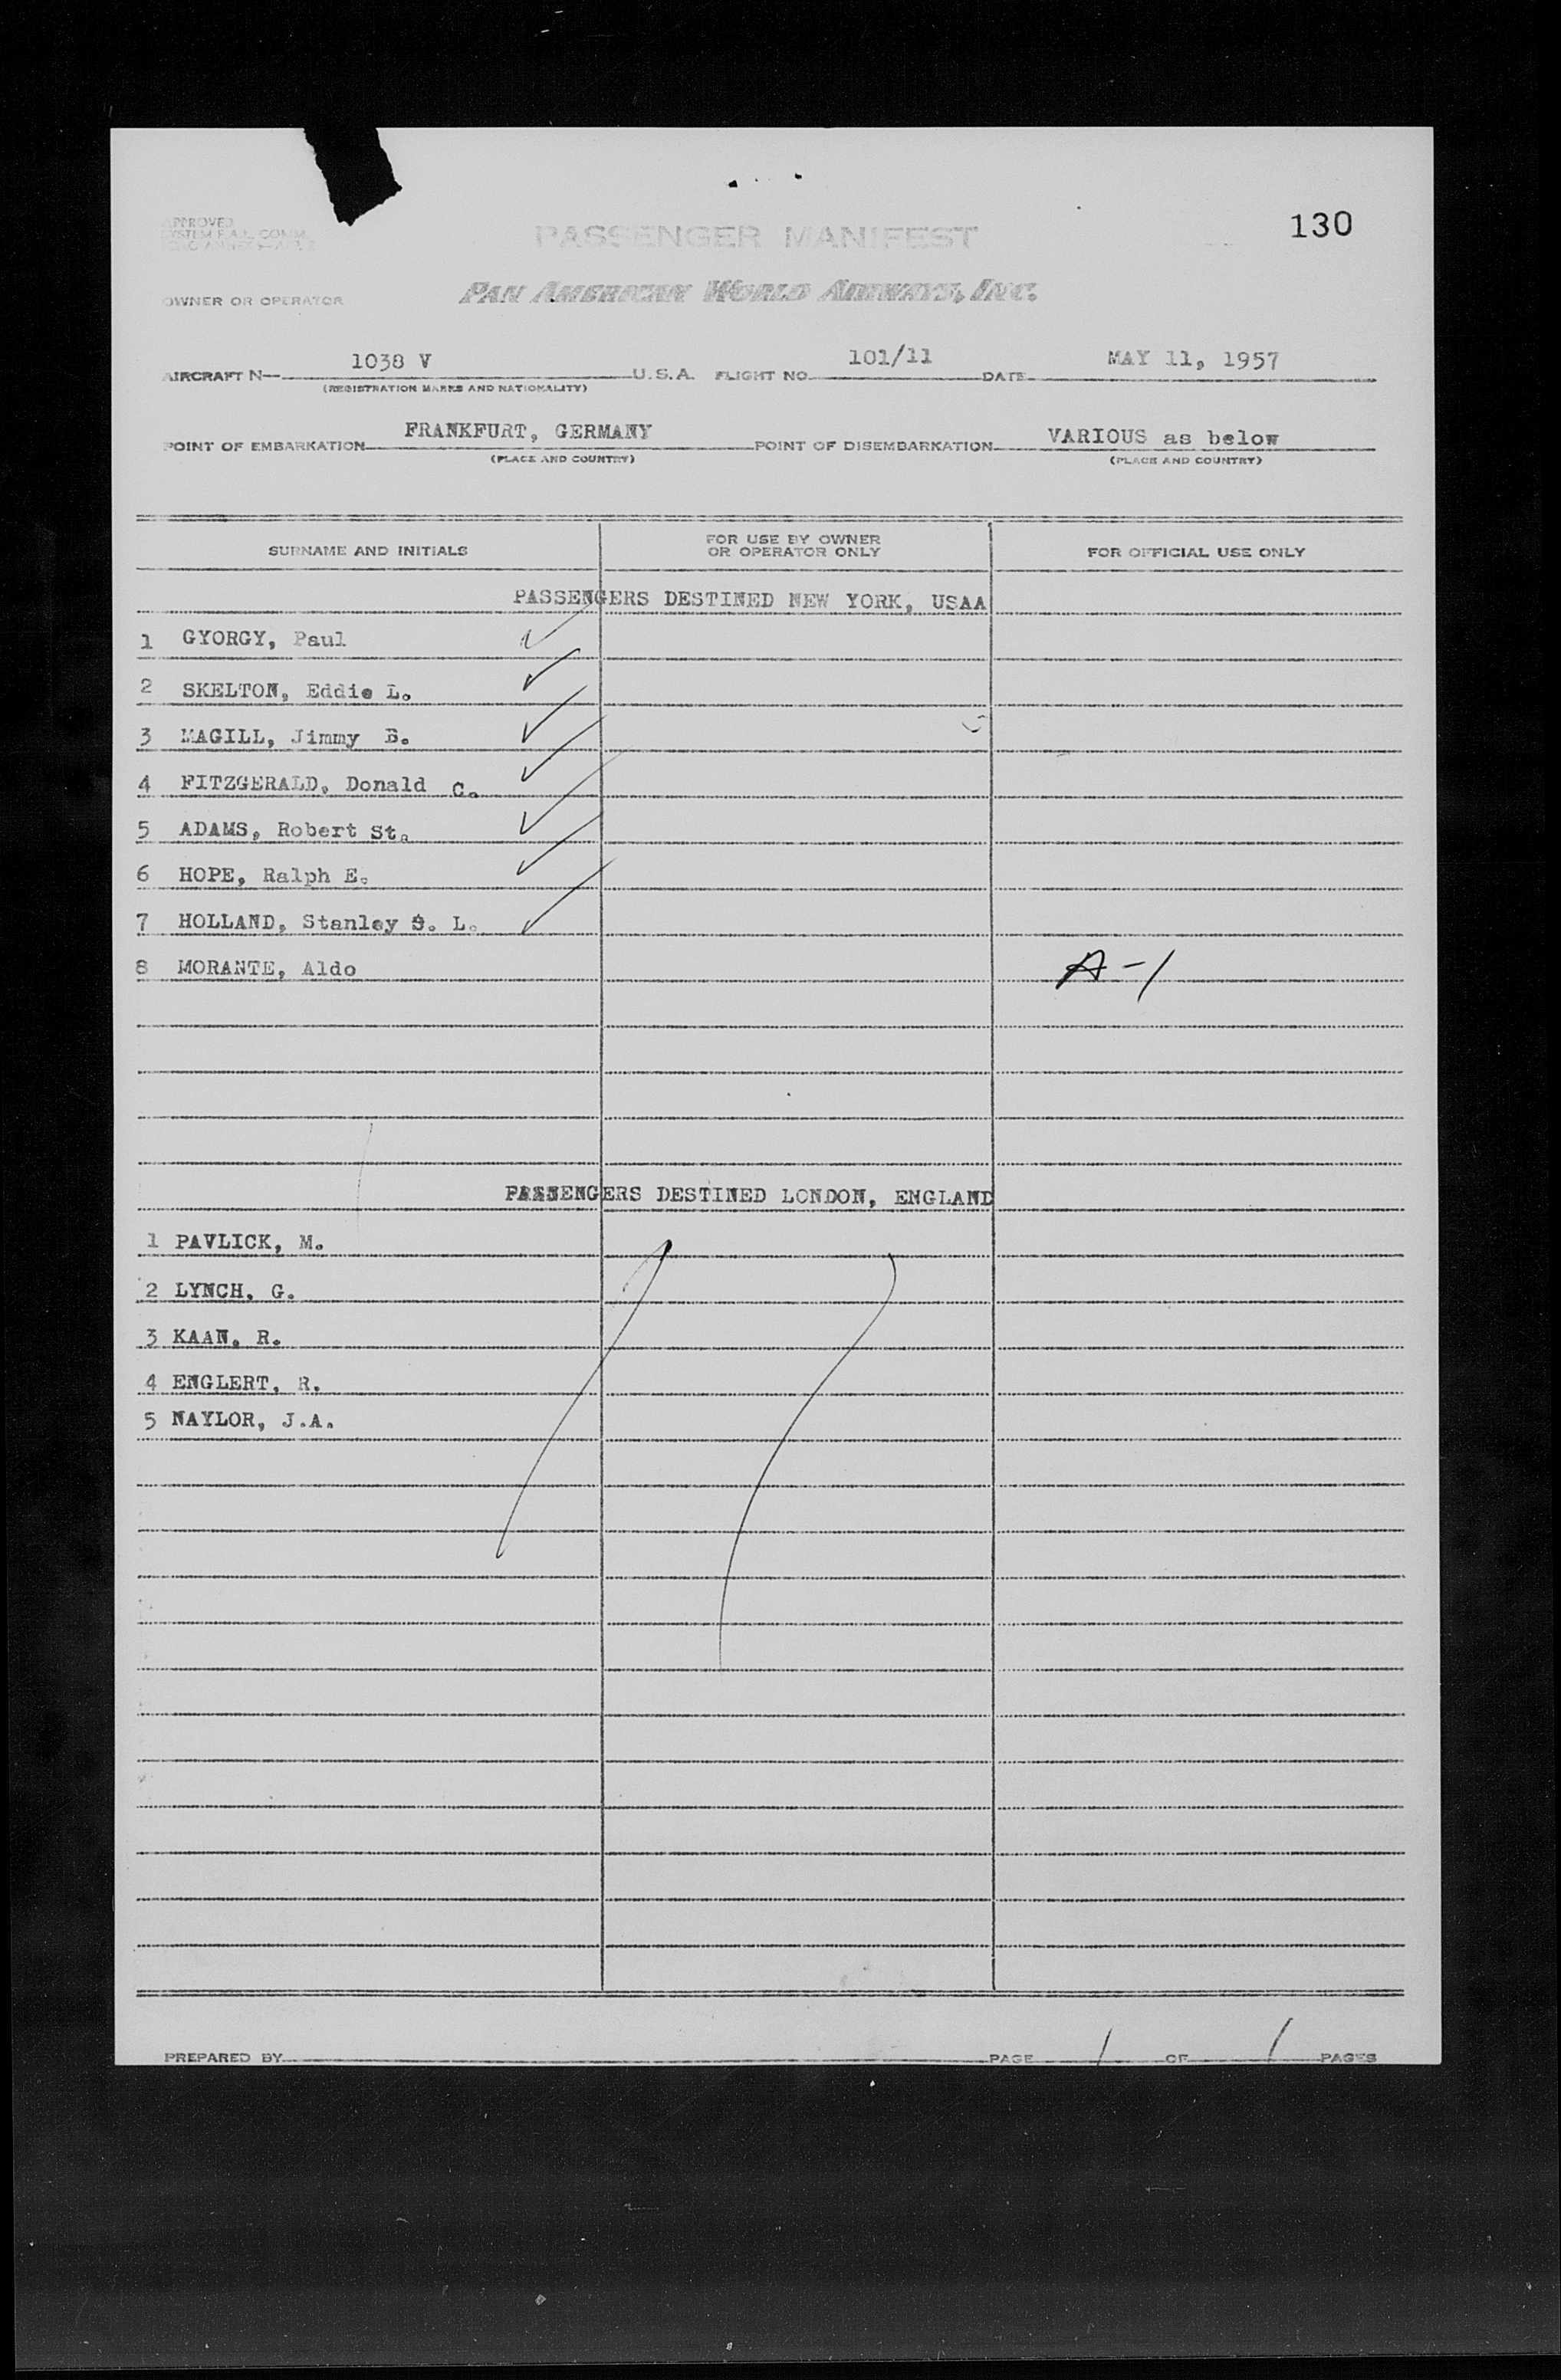 130
APPROVED
PASSENGER MANIFEST
OWNER OR OPERATOR PAN AMERICAN WORLD AIRWAYS, INC.
AIRCRAFT N 1038 V U.S.A. FLIGHT NO. 101/11 DATE MAY 11, 1957
(REGISTRATION MARKS AND NATIONALITY)
POINT OF EMBARKATION FRANKFURT, GERMANY POINT OF DISEMBARKATION VARIOUS as below
(PLACE AND COUNTRY) (PLACE AND COUNTRY)
SURNAME AND INITIALS FOR USE BY OWNER OR OPERATOR ONLY FOR OFFICIAL USE ONLY
PASSENGERS DESTINED NEW YORK, USAA
1 GYORGY, Paul
2 SKELTON, Eddie L.
3 MAGILL, Jimmy B.
4 FITZGERALD, Donald C.
5 ADAMS, Robert St.
6 HOPE, Ralph E.
7 HOLLAND, Stanley S. L.
8 MORANTE, Aldo A-1
PASSENGERS DESTINED LONDON, ENGLAND
1 PAVLICK, M.
2 LYNCH, G.
3 KAAN, R.
4 ENGLERT, R.
5 NAYLOR, J.A.
PREPARED BY PAGE 1 OF 1 PAGES